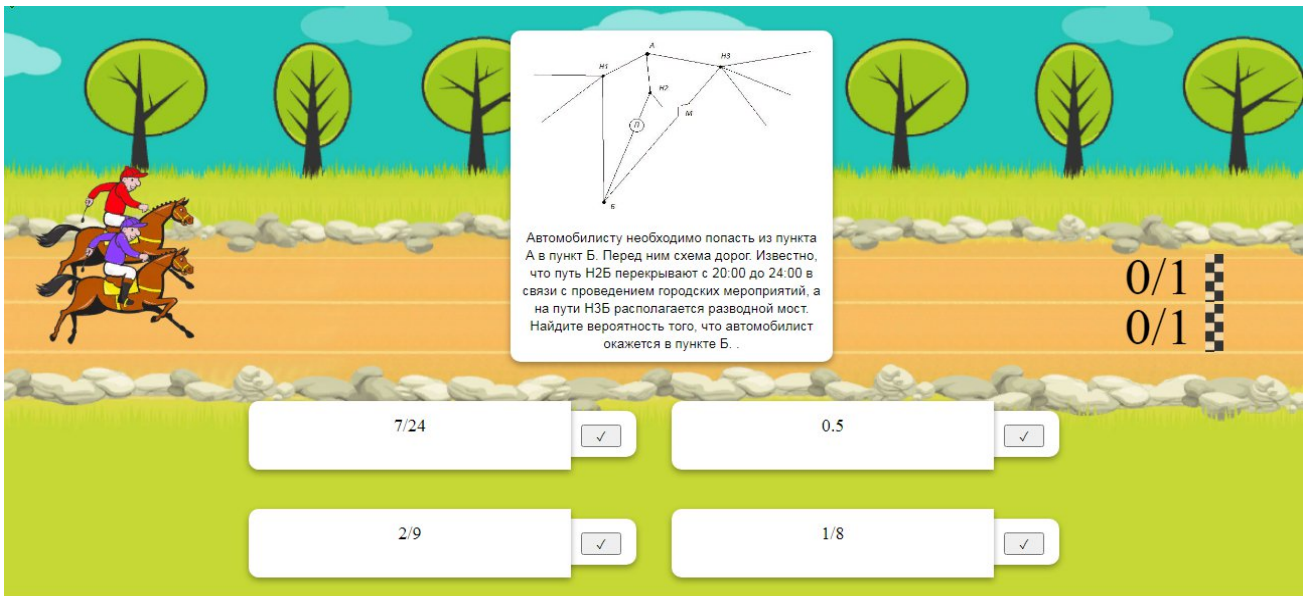 А
Н1
Н3
Н2
М
П
Б
Автомобилисту необходимо попасть из пункта
А в пункт Б. Перед ним схема дорог. Известно,
что путь Н2Б перекрывают с 20:00 до 24:00 в
связи с проведением городских мероприятий, а
на пути Н3Б располагается разводной мост.
Найдите вероятность того, что автомобилист
окажется в пункте Б. .
0/1
0/1
7/24 ✓
0.5 ✓
2/9 ✓
1/8 ✓